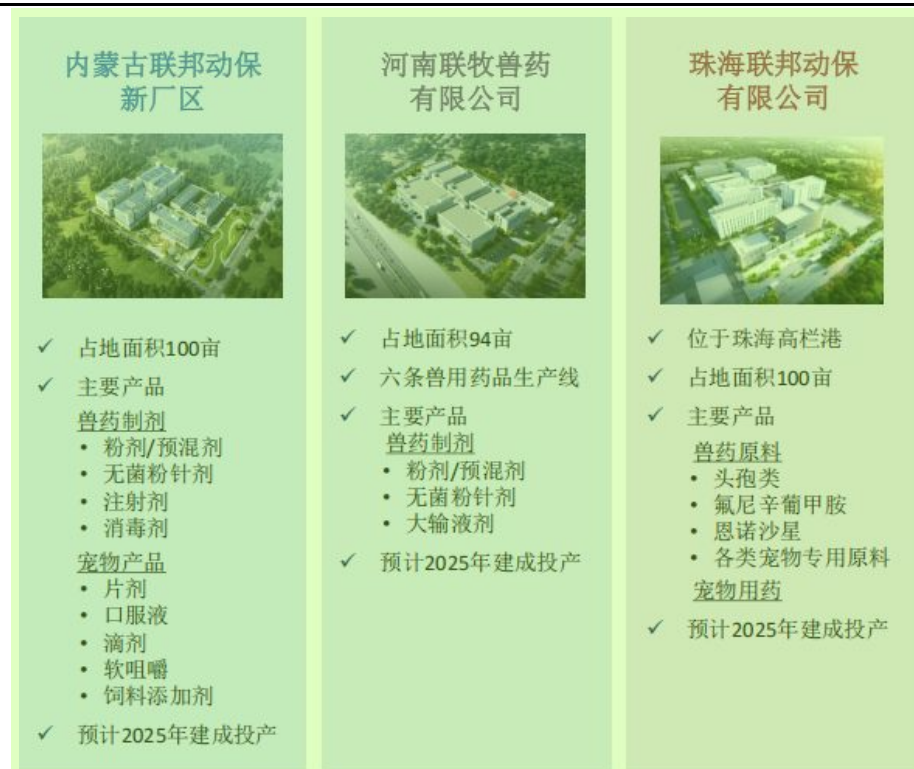 内蒙古联邦动保
新厂区
✓ 占地面积100亩
✓ 主要产品
兽药制剂
• 粉剂/预混剂
• 无菌粉针剂
• 注射剂
• 消毒剂
宠物产品
• 片剂
• 口服液
• 滴剂
• 软咀嚼
• 饲料添加剂
✓ 预计2025年建成投产
河南联牧兽药
有限公司
✓ 占地面积94亩
✓ 六条兽用药品生产线
✓ 主要产品
兽药制剂
• 粉剂/预混剂
• 无菌粉针剂
• 大输液剂
✓ 预计2025年建成投产
珠海联邦动保
有限公司
✓ 位于珠海高栏港
✓ 占地面积100亩
✓ 主要产品
兽药原料
• 头孢类
• 氟尼辛葡甲胺
• 恩诺沙星
• 各类宠物专用原料
宠物用药
✓ 预计2025年建成投产